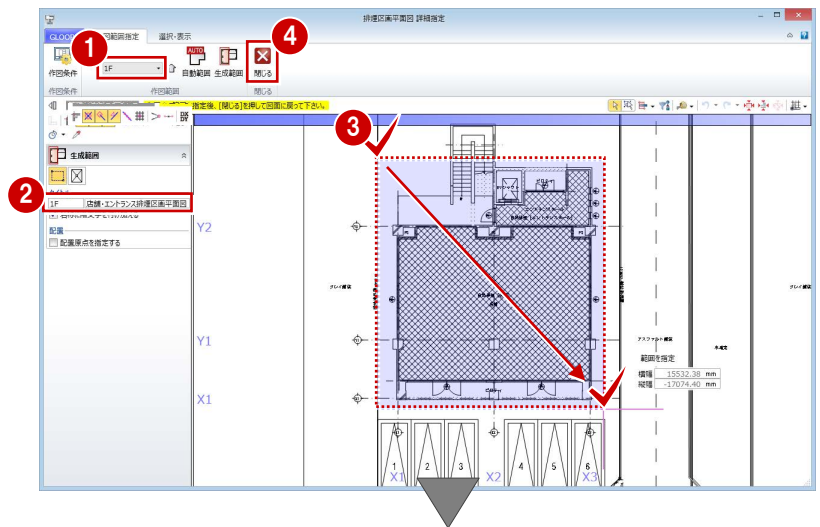 排煙区画平面図 詳細指定
図範囲指定
選択・表示
1
4
作図条件
1F
AUTO
自動範囲
生成範囲
閉じる
作図条件
作図範囲
閉じる
指定後、[閉じる]を押して図面に戻って下さい。
3
生成範囲
2
1F
店舗・エントランス排煙区画平面図
配置
配置原点を指定する
Y2
Y1
X1
アスファルト舗装
範囲を指定
横幅 15532.38 mm
縦幅 -17074.40 mm
1
2
3
4
5
6
X1
X2
X3